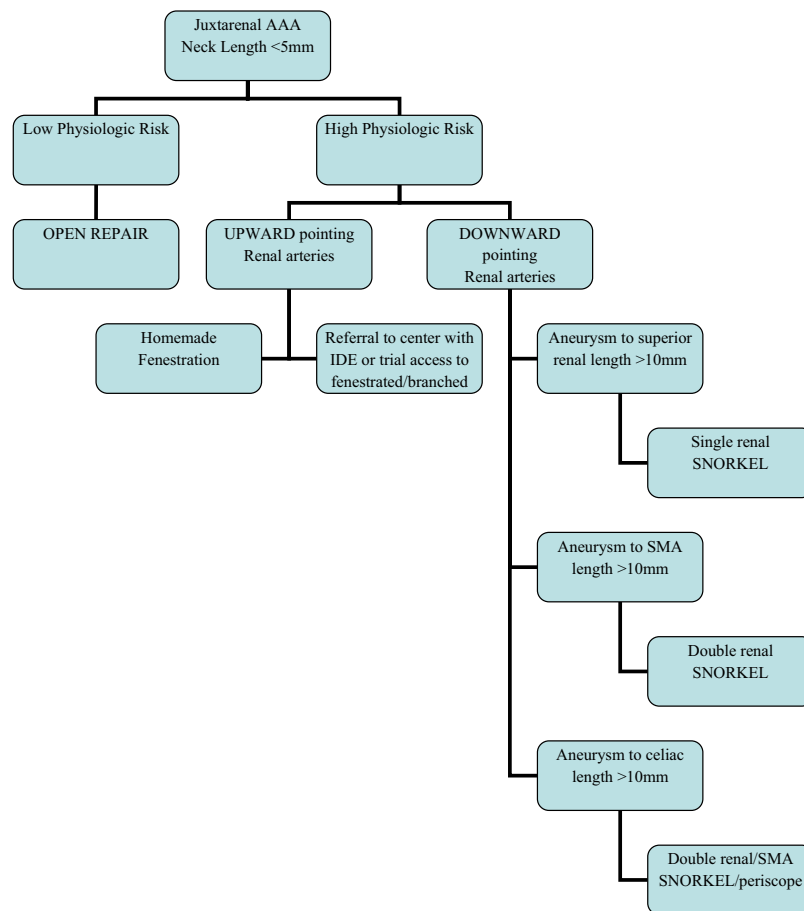 Juxtarenal AAA
Neck Length <5mm
Low Physiologic Risk
High Physiologic Risk
OPEN REPAIR
UPWARD pointing
Renal arteries
DOWNWARD
pointing
Renal arteries
Homemade
Fenestration
Referral to center with
IDE or trial access to
fenestrated/branched
Aneurysm to superior
renal length >10mm
Single renal
SNORKEL
Aneurysm to SMA
length >10mm
Double renal
SNORKEL
Aneurysm to celiac
length >10mm
Double renal/SMA
SNORKEL/periscope